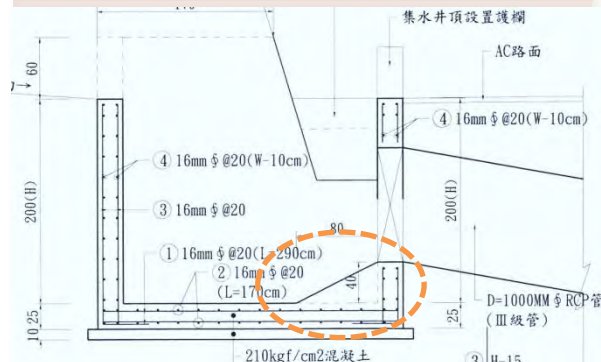 集水井頂設置護欄
AC路面
60
④ 16mm ∮ @20(W-10cm)
④ 16mm ∮ @20(W-10cm)
200(H)
200(H)
③ 16mm ∮ @20
80
① 16mm ∮ @20(L=290cm)
② 16mm ∮ @20
(L=170cm)
40
D=1000MM ∮ RCP管
(Ⅲ級管)
25
10
25
210kgf/cm2混凝土
③ H-15